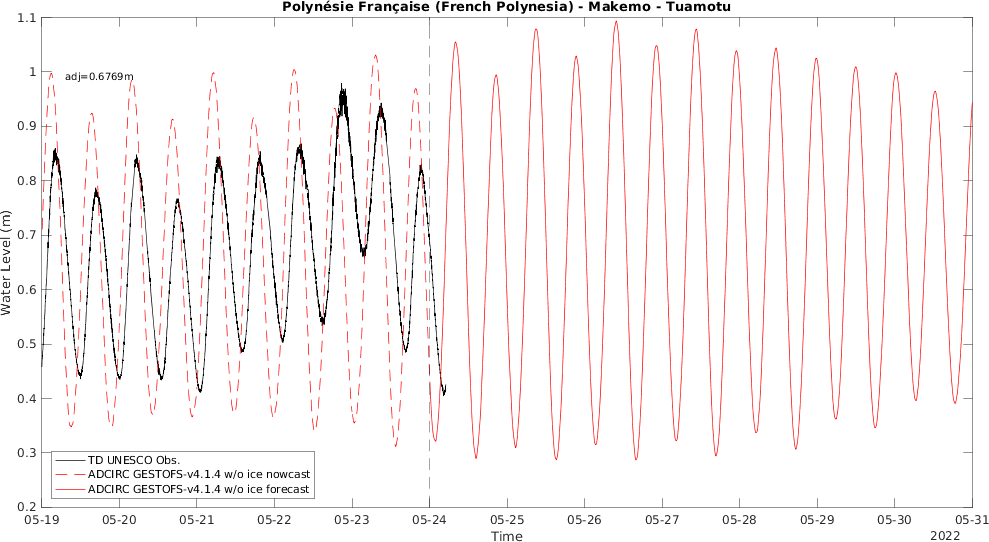 Polynésie Française (French Polynesia) - Makemo - Tuamotu
1.1
1
0.9
0.8
0.7
0.6
0.5
0.4
0.3
0.2
Water Level (m)
adj=0.6769m
TD UNESCO Obs.
ADCIRC GESTOFS-v4.1.4 w/o ice nowcast
ADCIRC GESTOFS-v4.1.4 w/o ice forecast
05-19 05-20 05-21 05-22 05-23 05-24 05-25 05-26 05-27 05-28 05-29 05-30 05-31
Time
2022